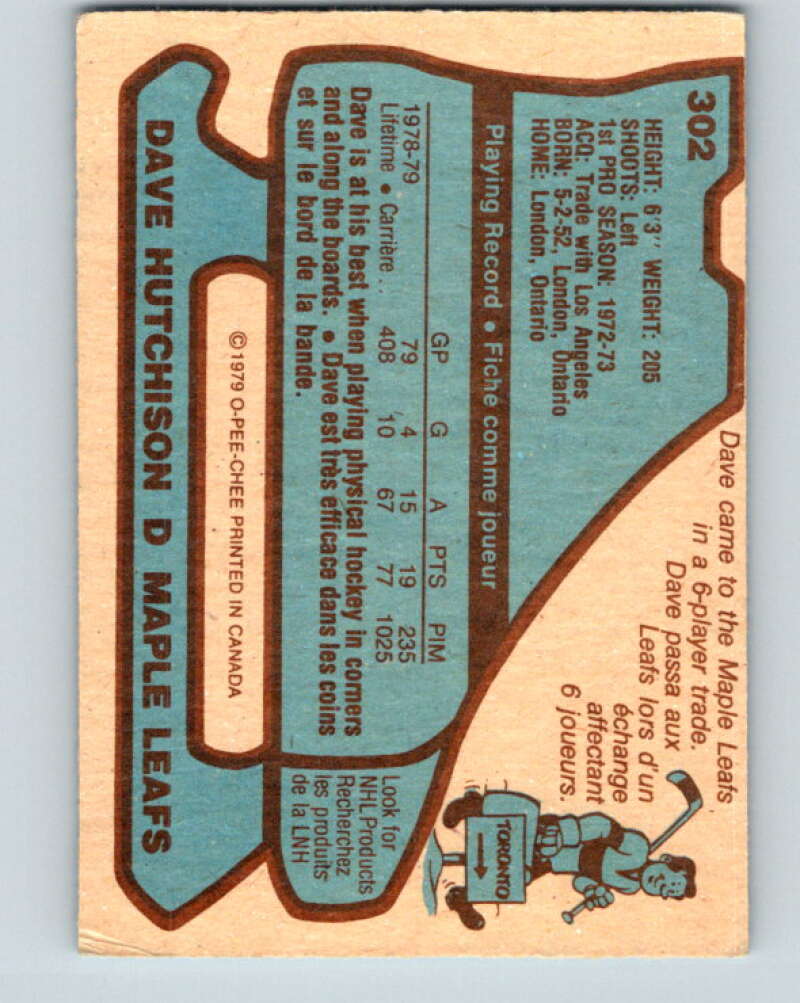 302
HEIGHT: 6'3" WEIGHT: 205
SHOOTS: Left
1st PRO SEASON: 1972-73
ACQ: Trade with Los Angeles
BORN: 5-2-52, London, Ontario
HOME: London, Ontario
Dave came to the Maple Leafs
in a 6-player trade.
Dave passa aux
Leafs lors d'un
échange
affectant
6 joueurs.
TORONTO
Playing Record • Fiche comme joueur
GP G A PTS PIM
1978-79 79 4 15 19 235
Lifetime • Carrière . . 408 10 67 77 1025
Dave is at his best when playing physical hockey in corners
and along the boards. • Dave est très efficace dans les coins
et sur le bord de la bande.
Look for
NHL Products
Recherchez
les produits
de la LNH
©1979 O-PEE-CHEE PRINTED IN CANADA
DAVE HUTCHISON D MAPLE LEAFS